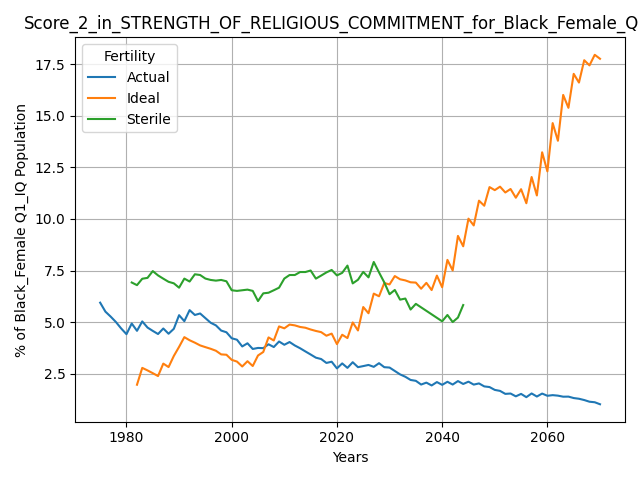 Score_2_in_STRENGTH_OF_RELIGIOUS_COMMITMENT_for_Black_Female_Q
Fertility
Actual
Ideal
Sterile
% of Black_Female Q1_IQ Population
17.5
15.0
12.5
10.0
7.5
5.0
2.5
1980 2000 2020 2040 2060
Years